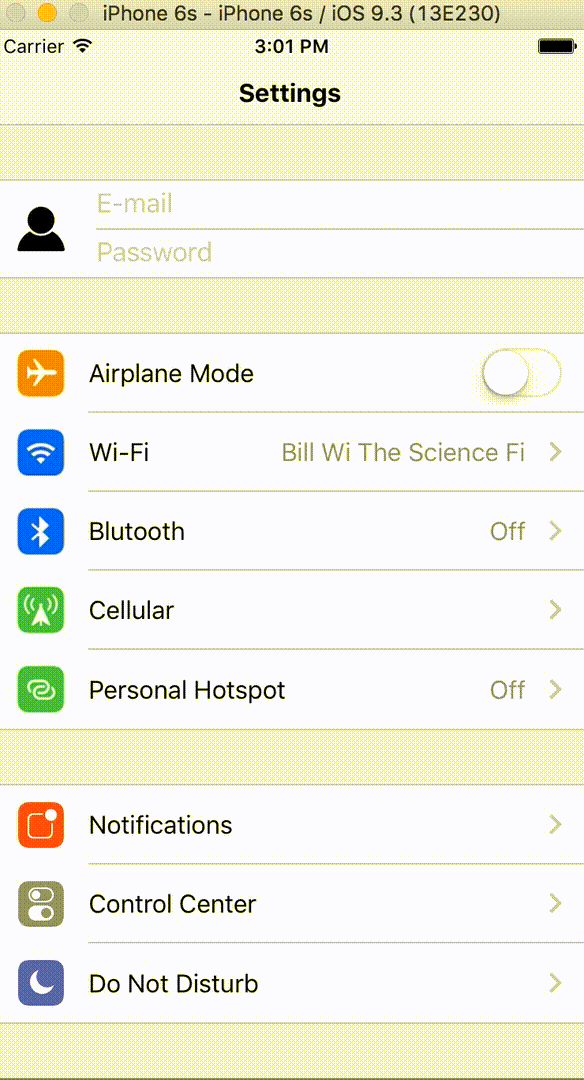 iPhone 6s - iPhone 6s / iOS 9.3 (13E230)
Carrier 3:01 PM
Settings
E-mail
Password
Airplane Mode
Wi-Fi Bill Wi The Science Fi
Blutooth Off
Cellular
Personal Hotspot Off
Notifications
Control Center
Do Not Disturb